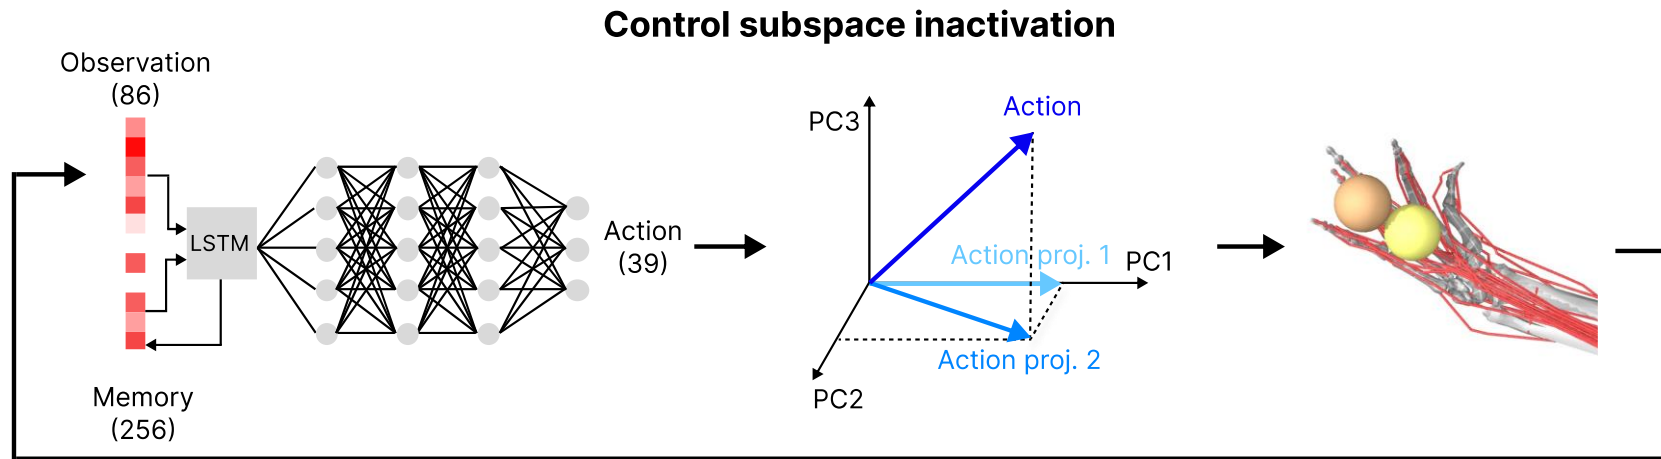 Control subspace inactivation
Observation
(86)
LSTM
Memory
(256)
Action
(39)
PC3
Action
Action proj. 1
PC1
Action proj. 2
PC2